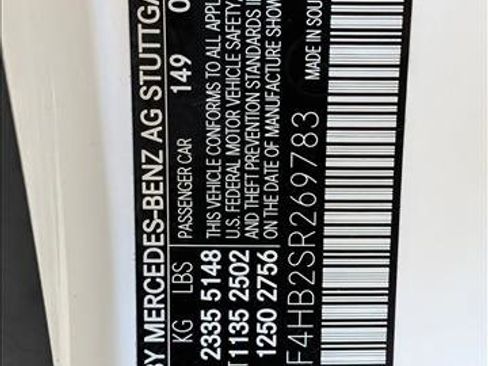 BY MERCEDES-BENZ AG STUTTGA
KG LBS PASSENGER CAR 149 0
2335 5148 THIS VEHICLE CONFORMS TO ALL APPL
1135 2502 U.S. FEDERAL MOTOR VEHICLE SAFETY,
1250 2756 AND THEFT PREVENTION STANDARDS I
ON THE DATE OF MANUFACTURE SHOW
F4HB2SR269783 MADE IN SOU